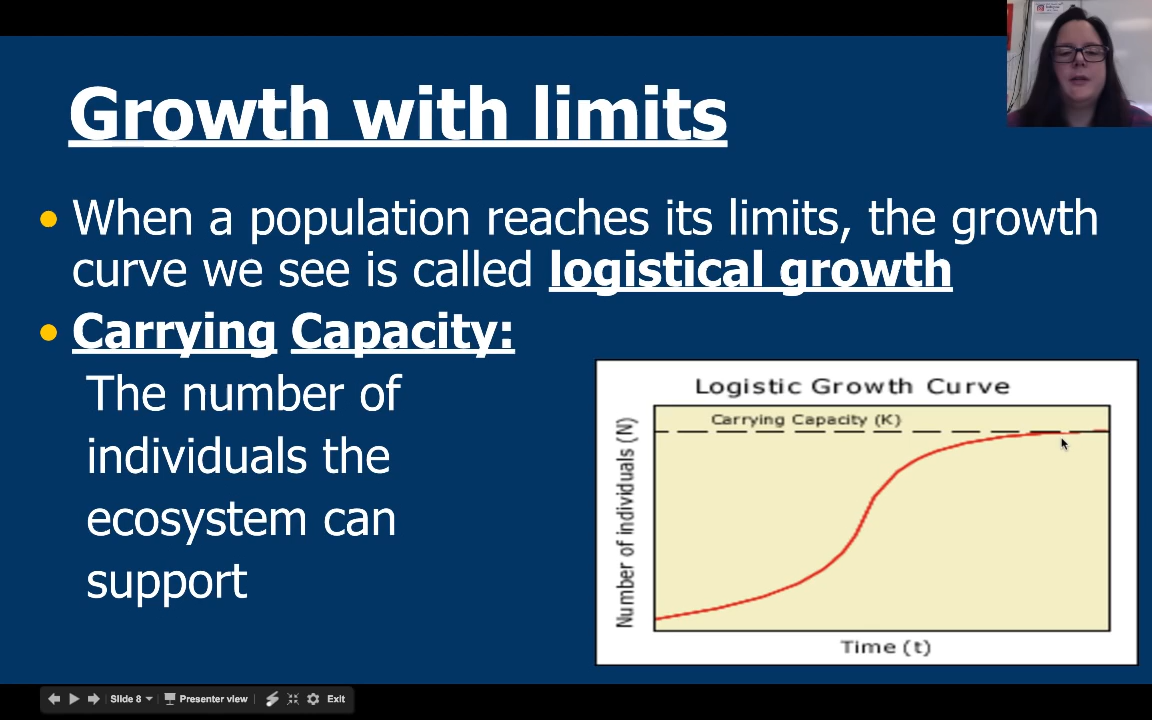 Growth with limits
When a population reaches its limits, the growth
curve we see is called logistical growth
Carrying Capacity:
The number of
individuals the
ecosystem can
support
Logistic Growth Curve
Carrying Capacity (K)
Number of individuals (N)
Time (t)
Slide 8
Presenter view
Exit